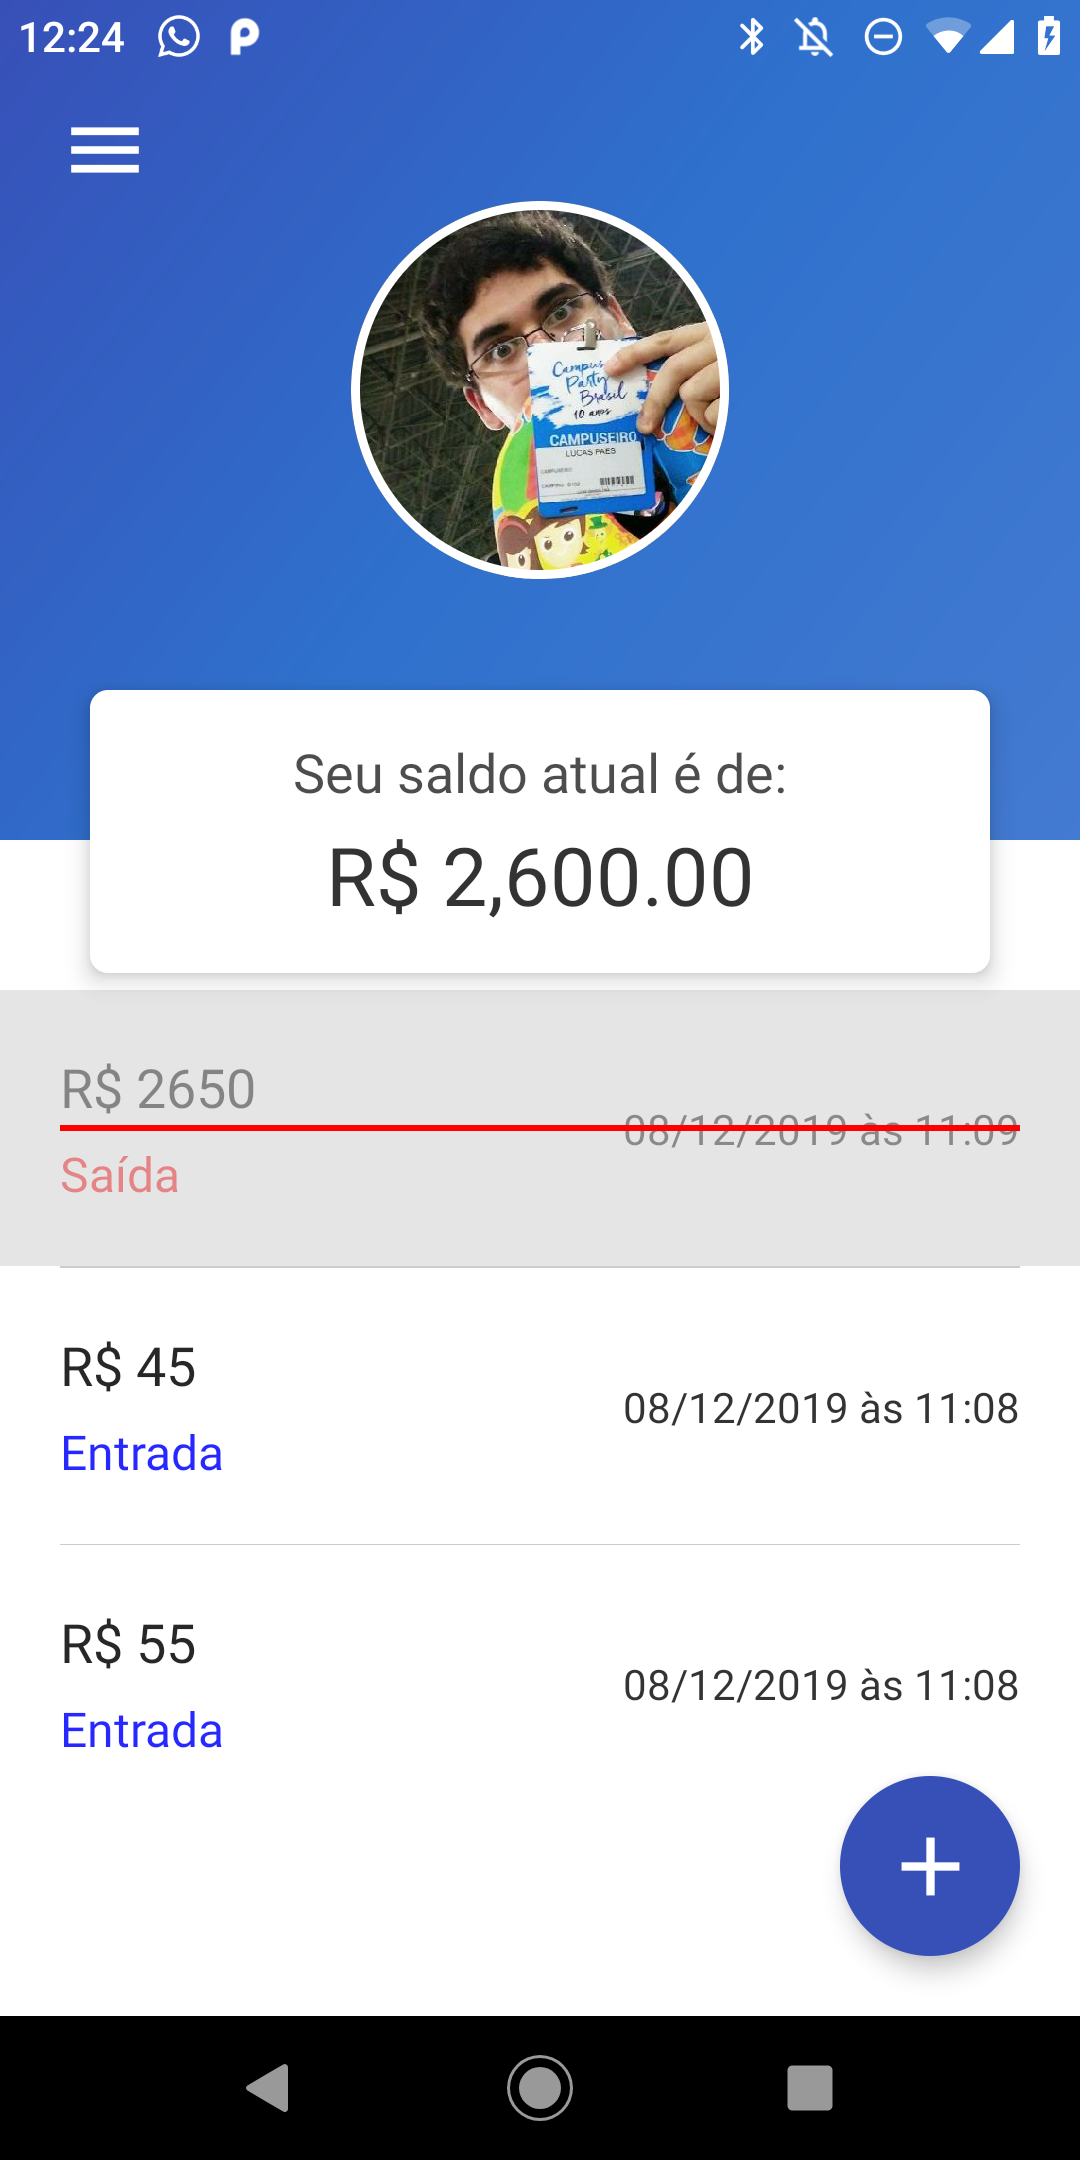 12:24
Campus
Party
Brasil
10 anos
CAMPUSEIRO
LUCAS PAES
Seu saldo atual é de:
R$ 2,600.00
R$ 2650
08/12/2019 às 11:09
Saída
R$ 45
08/12/2019 às 11:08
Entrada
R$ 55
08/12/2019 às 11:08
Entrada